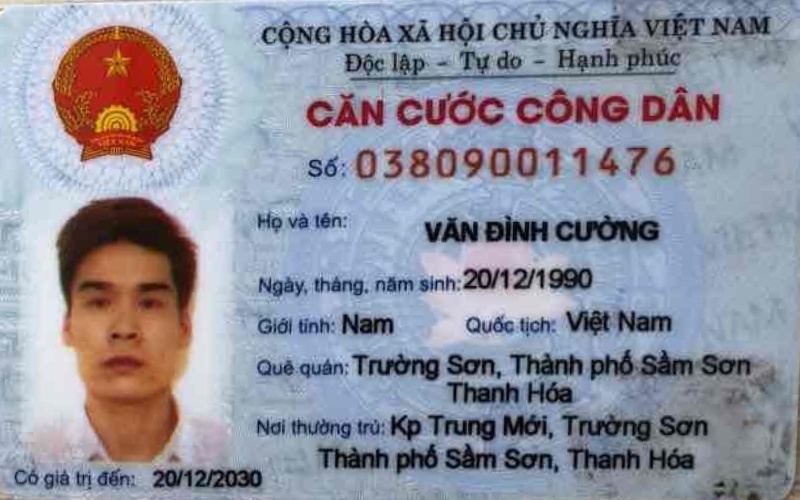 CỘNG HÒA XÃ HỘI CHỦ NGHĨA VIỆT NAM
Độc lập - Tự do - Hạnh phúc
CĂN CƯỚC CÔNG DÂN
Số: 038090011476
Họ và tên: VĂN ĐÌNH CƯỜNG
Ngày, tháng, năm sinh: 20/12/1990
Giới tính: Nam Quốc tịch: Việt Nam
Quê quán: Trường Sơn, Thành phố Sầm Sơn
Thanh Hóa
Nơi thường trú: Kp Trung Mới, Trường Sơn
Thành phố Sầm Sơn, Thanh Hóa
Có giá trị đến: 20/12/2030